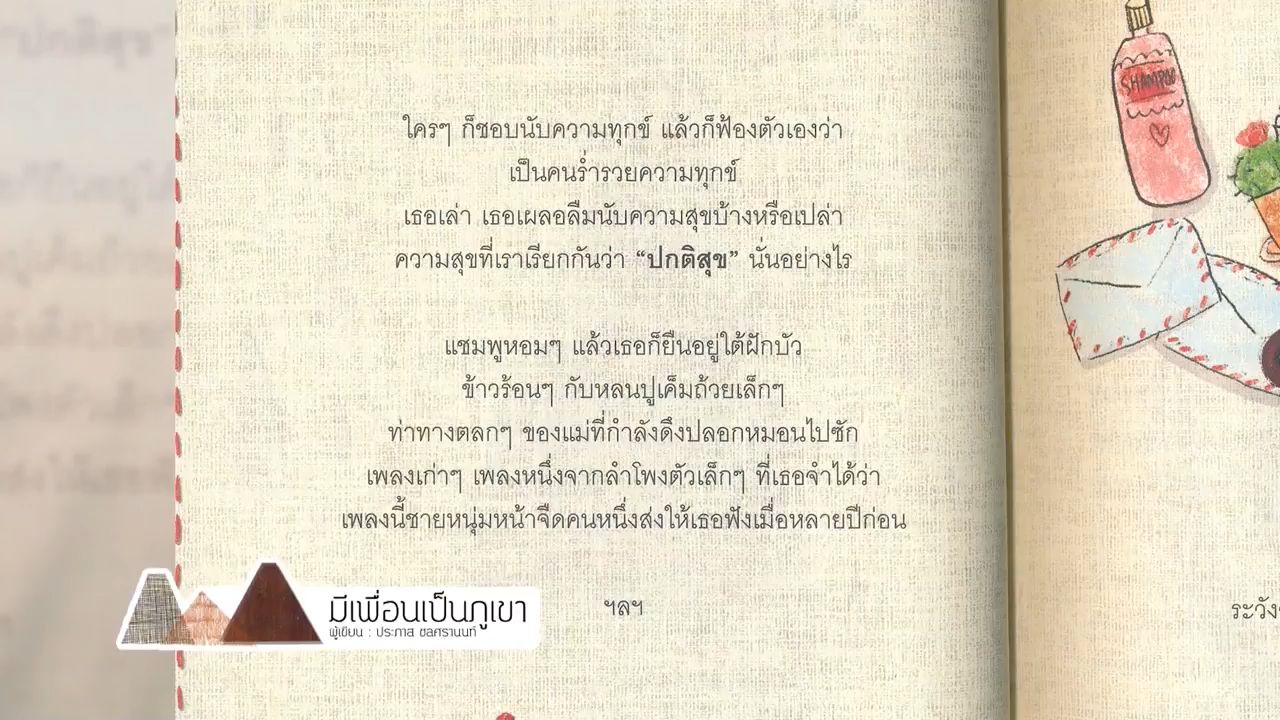 "ปกติสุข"
ใครๆ ก็ชอบนับความทุกข์ แล้วก็ฟ้องตัวเองว่า
เป็นคนร่ำรวยความทุกข์
เธอเล่า เธอเผลอลืมนับความสุขบ้างหรือเปล่า
ความสุขที่เราเรียกกันว่า “ปกติสุข” นั่นอย่างไร
แชมพูหอมๆ แล้วเธอก็ยืนอยู่ใต้ฝักบัว
ข้าวร้อนๆ กับหลนปูเค็มถ้วยเล็กๆ
ท่าทางตลกๆ ของแม่ที่กำลังดึงปลอกหมอนไปซัก
เพลงเก่าๆ เพลงหนึ่งจากลำโพงตัวเล็กๆ ที่เธอจำได้ว่า
เพลงนี้ชายหนุ่มหน้าจืดคนหนึ่งส่งให้เธอฟังเมื่อหลายปีก่อน
ฯลฯ
มีเพื่อนเป็นภูเขา
ผู้เขียน : ประภาส ชลศรานนท์
SHAMPOO
ระวัง